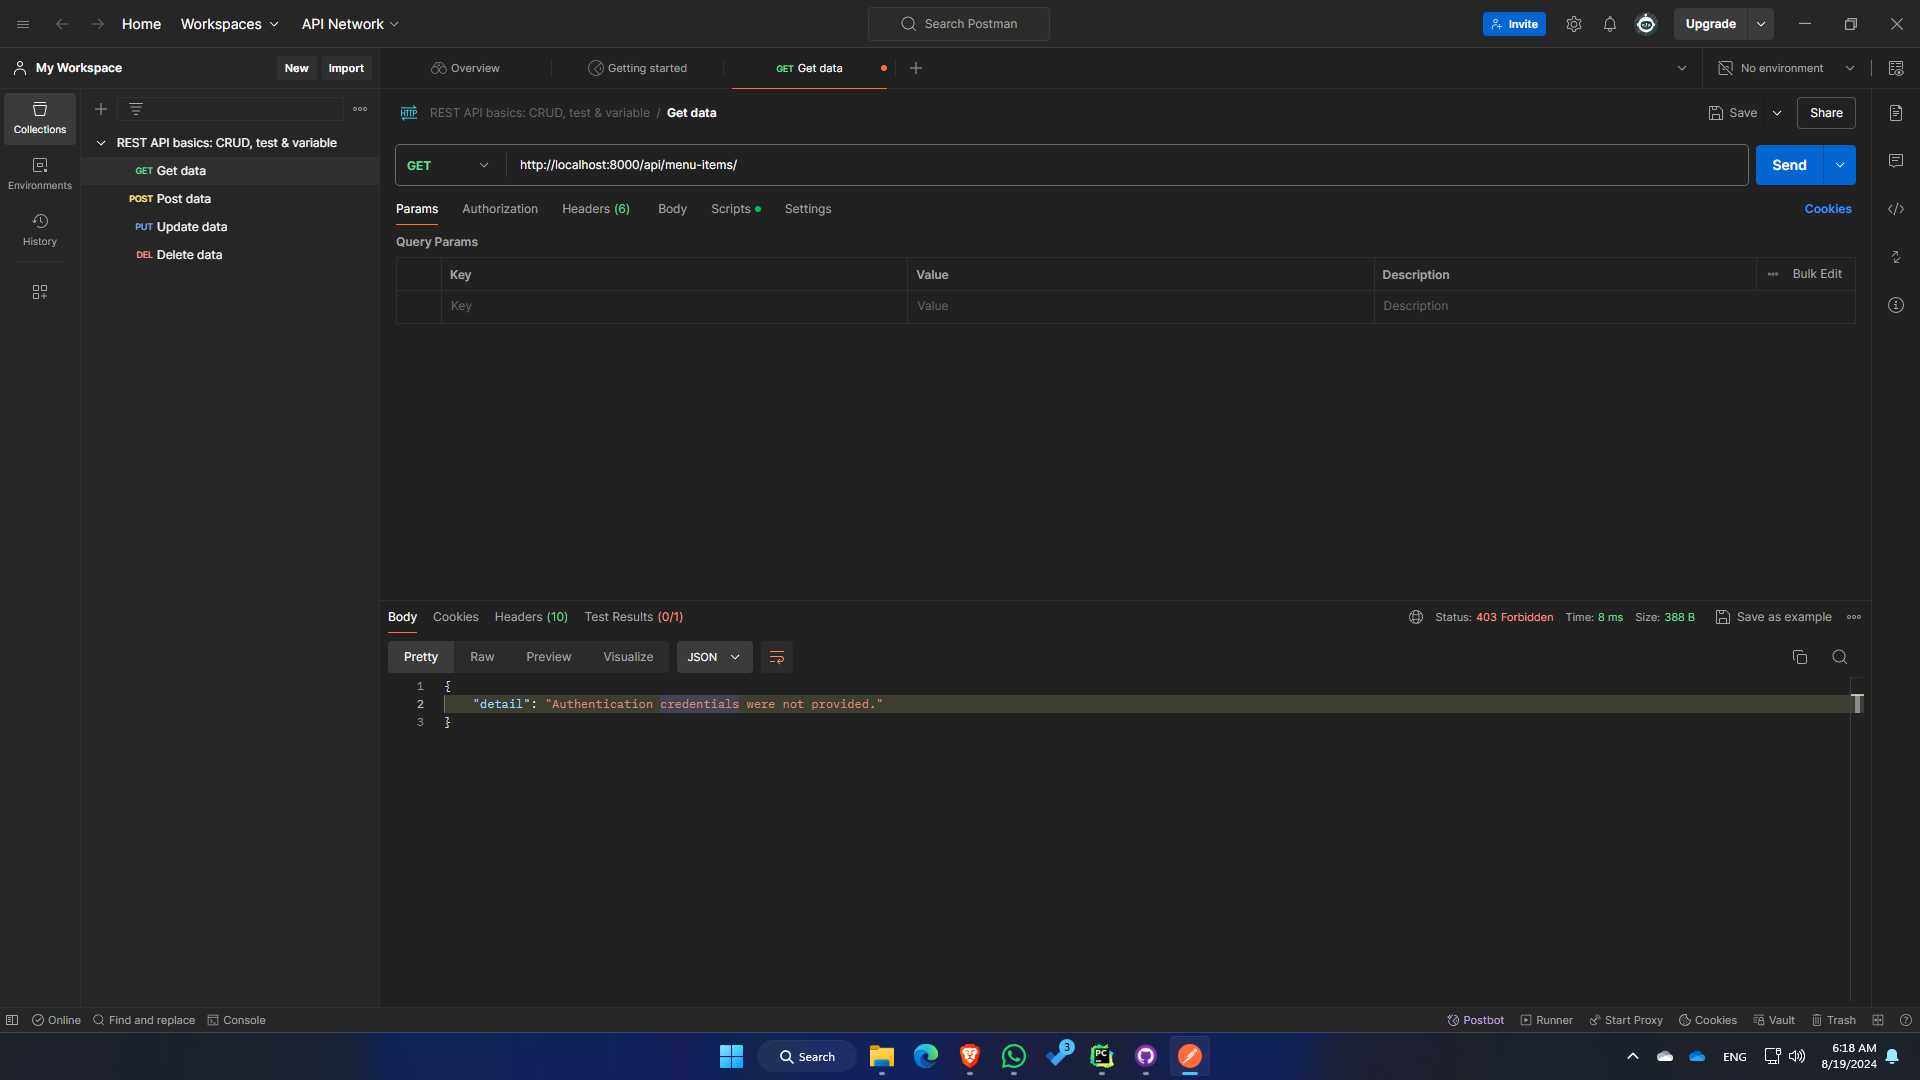 Home Workspaces API Network Search Postman Invite Upgrade
My Workspace New Import Overview Getting started GET Get data No environment
Collections
Environments
History
REST API basics: CRUD, test & variable
GET Get data
POST Post data
PUT Update data
DEL Delete data
HTTP REST API basics: CRUD, test & variable / Get data Save Share
GET http://localhost:8000/api/menu-items/ Send
Params Authorization Headers (6) Body Scripts Settings Cookies
Query Params
Key Value Description Bulk Edit
Key Value Description
Body Cookies Headers (10) Test Results (0/1) Status: 403 Forbidden Time: 8 ms Size: 388 B Save as example
Pretty Raw Preview Visualize JSON
1 {
2 "detail": "Authentication credentials were not provided."
3 }
Online Find and replace Console Postbot Runner Start Proxy Cookies Vault Trash
Search 3 PC ENG 6:18 AM
8/19/2024